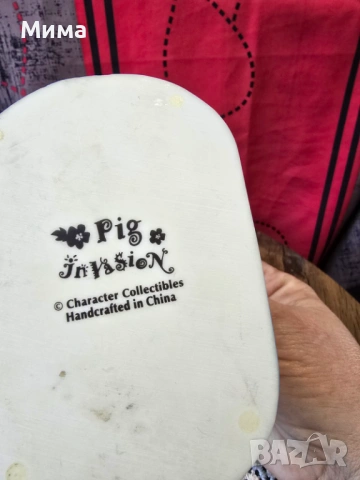 Мима
Pig
invasion
© Character Collectibles
Handcrafted in China
BAZAR
bg